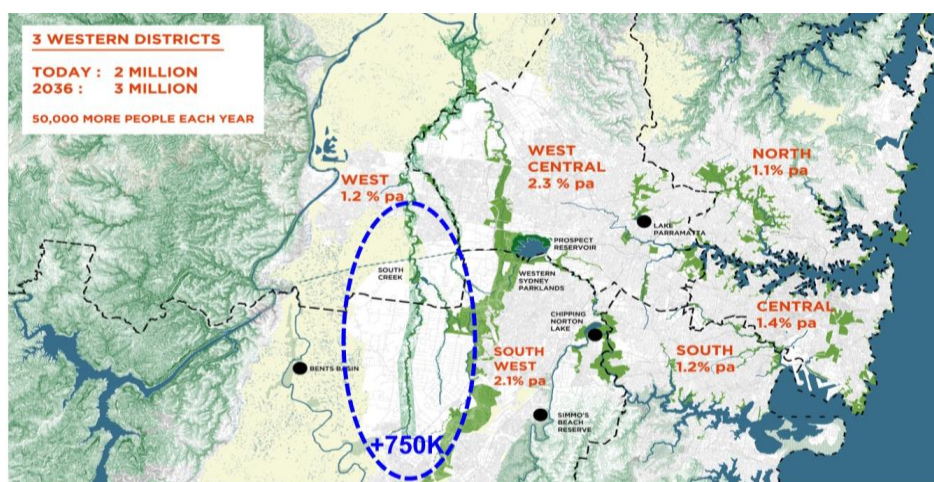 3 WESTERN DISTRICTS
TODAY : 2 MILLION
2036 : 3 MILLION
50,000 MORE PEOPLE EACH YEAR
WEST
CENTRAL
2.3 % pa
NORTH
1.1% pa
WEST
1.2 % pa
LAKE
PARRAMATTA
PROSPECT
RESERVOIR
SOUTH
CREEK
WESTERN
SYDNEY
PARKLANDS
CENTRAL
1.4% pa
CHIPPING
NORTON
LAKE
SOUTH
WEST
2.1% pa
SOUTH
1.2% pa
BENTS BASIN
SIMMO'S
BEACH
RESERVE
+750K